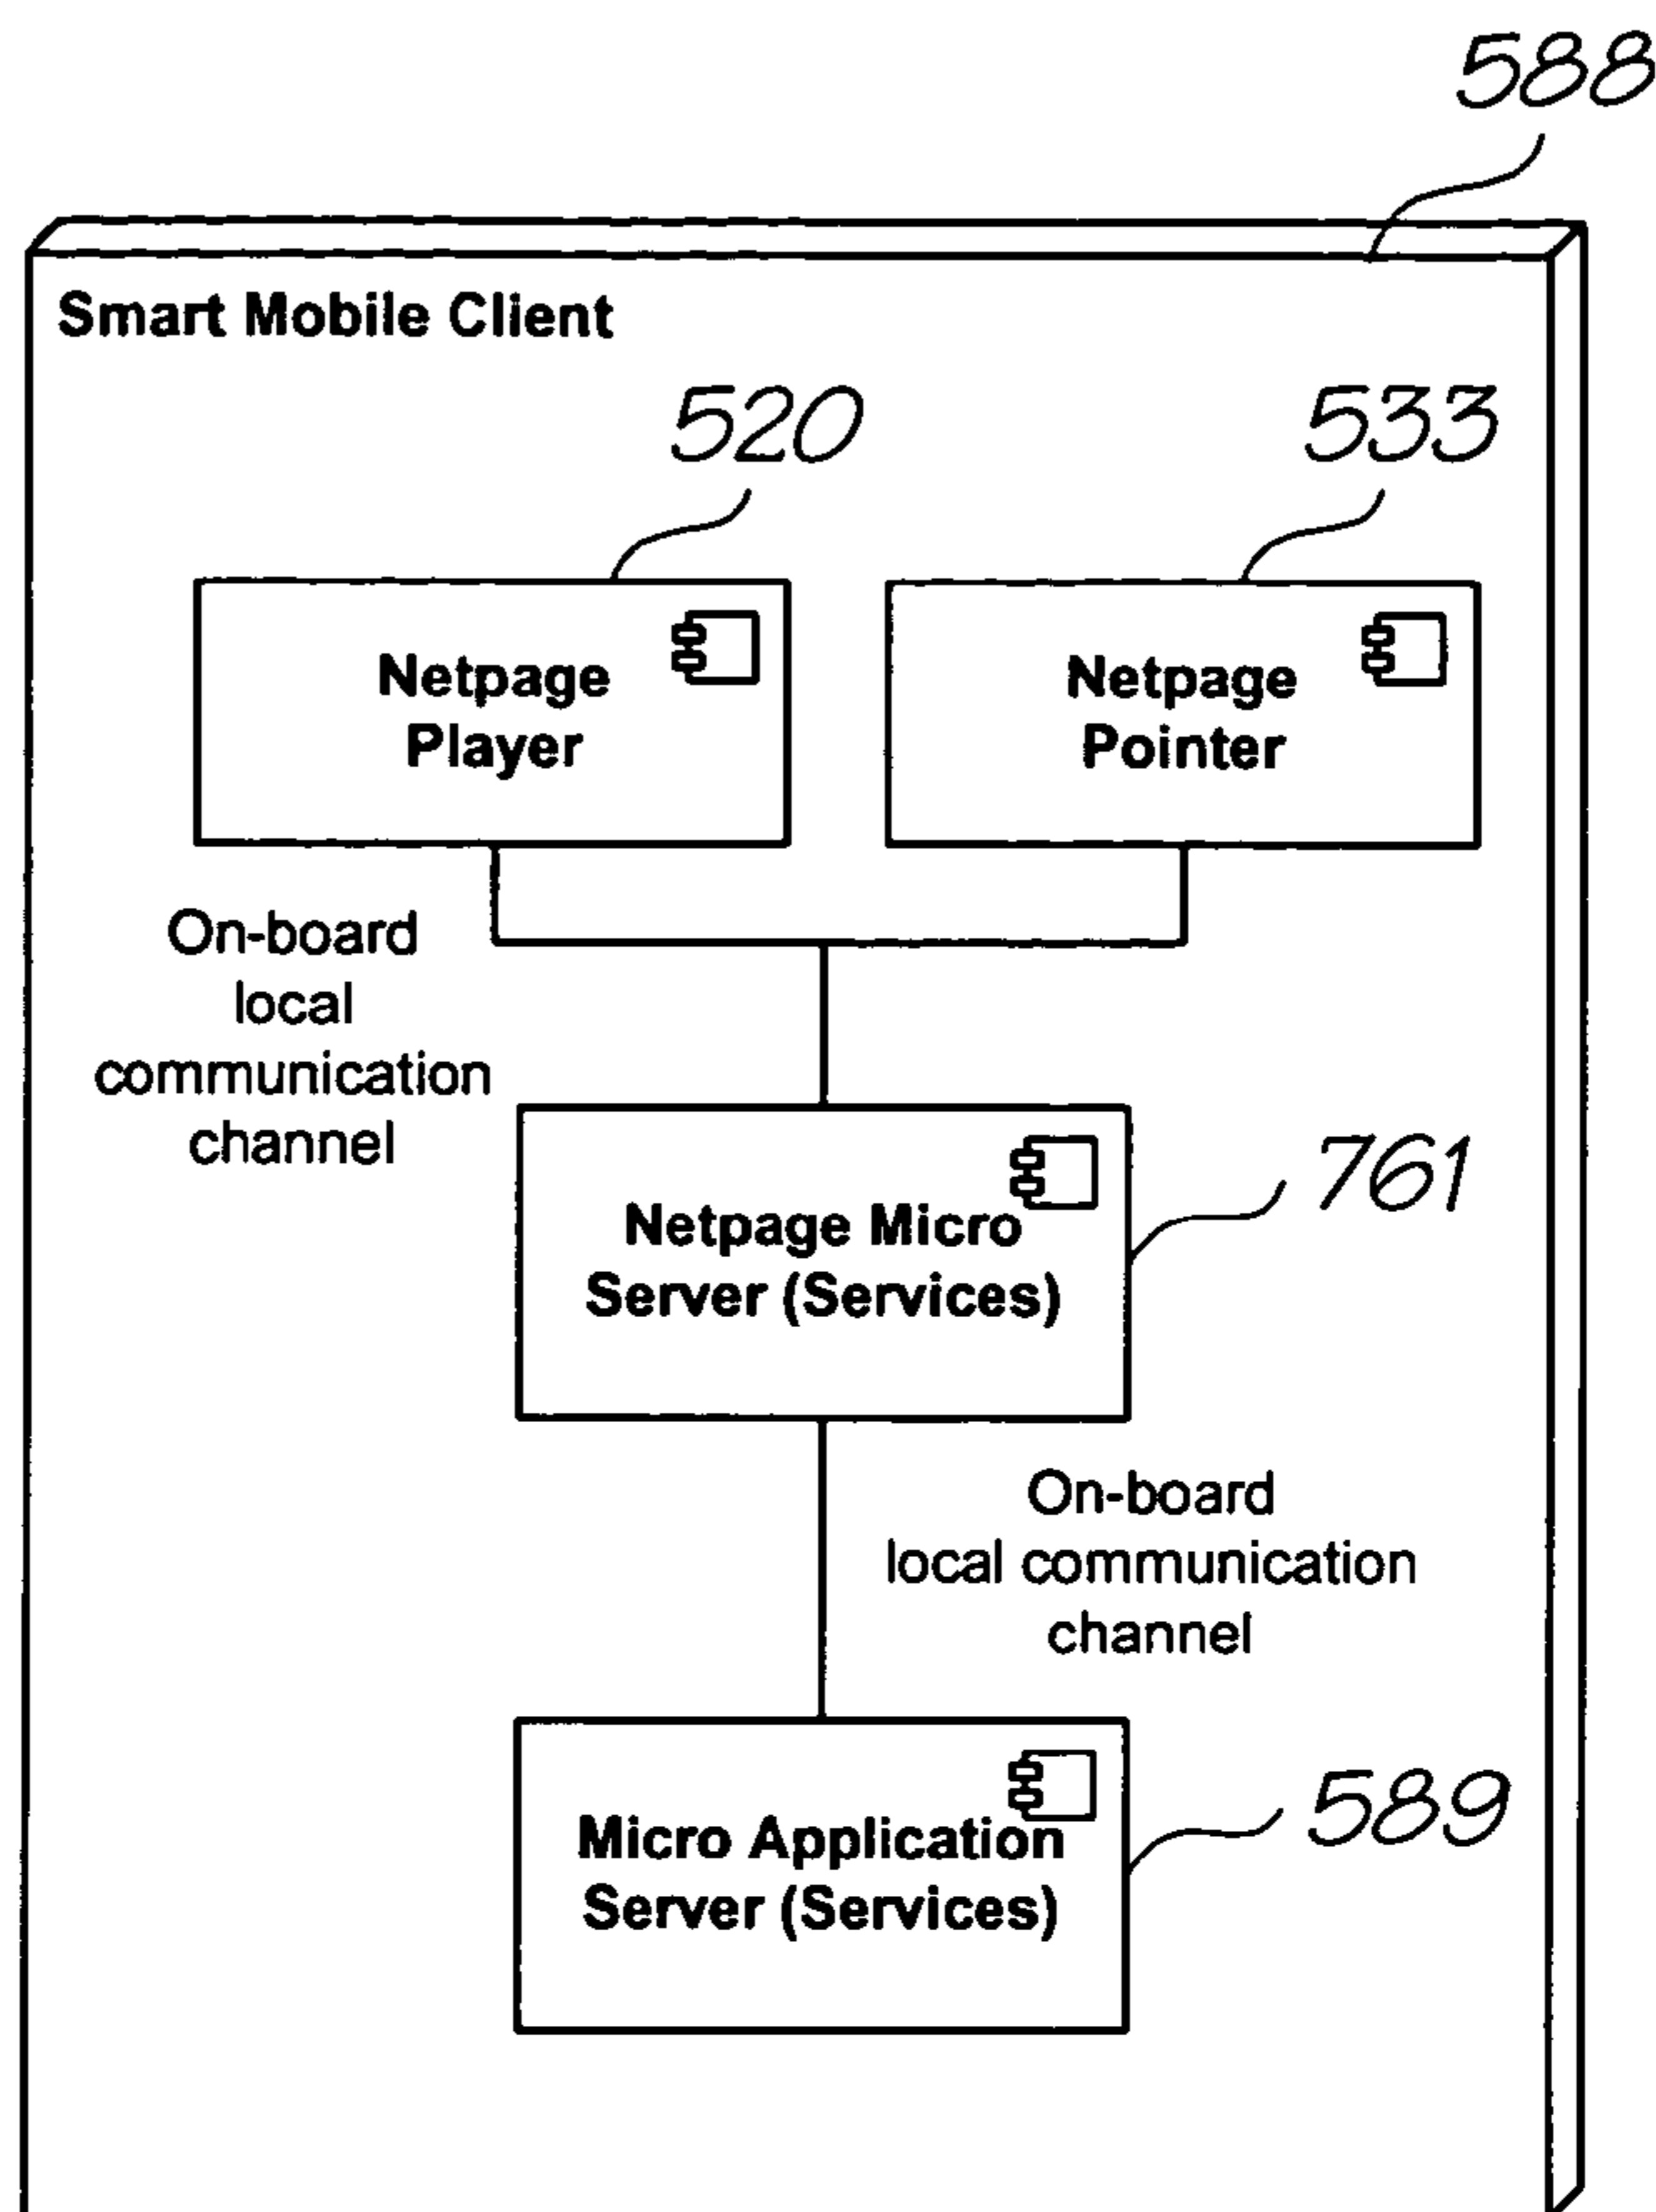 588
Smart Mobile Client
520
533
Netpage
Player
Netpage
Pointer
On-board
local
communication
channel
Netpage Micro
Server (Services)
761
On-board
local communication
channel
Micro Application
Server (Services)
589